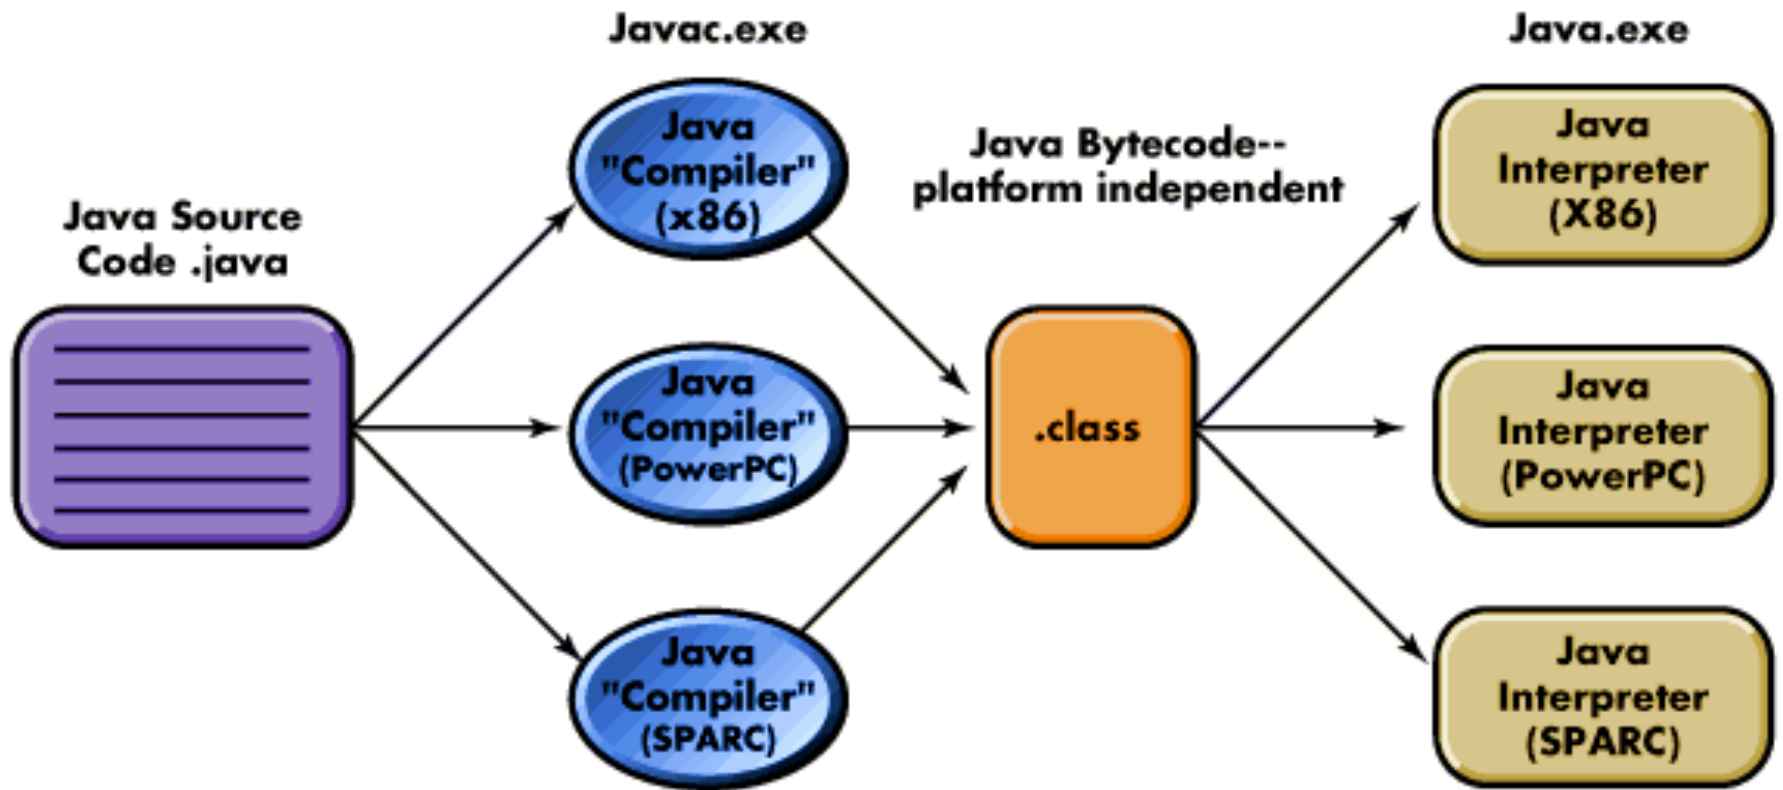 Javac.exe
Java.exe
Java Source
Code .java
Java
"Compiler"
(x86)
Java
"Compiler"
(PowerPC)
Java
"Compiler"
(SPARC)
Java Bytecode--
platform independent
.class
Java
Interpreter
(X86)
Java
Interpreter
(PowerPC)
Java
Interpreter
(SPARC)